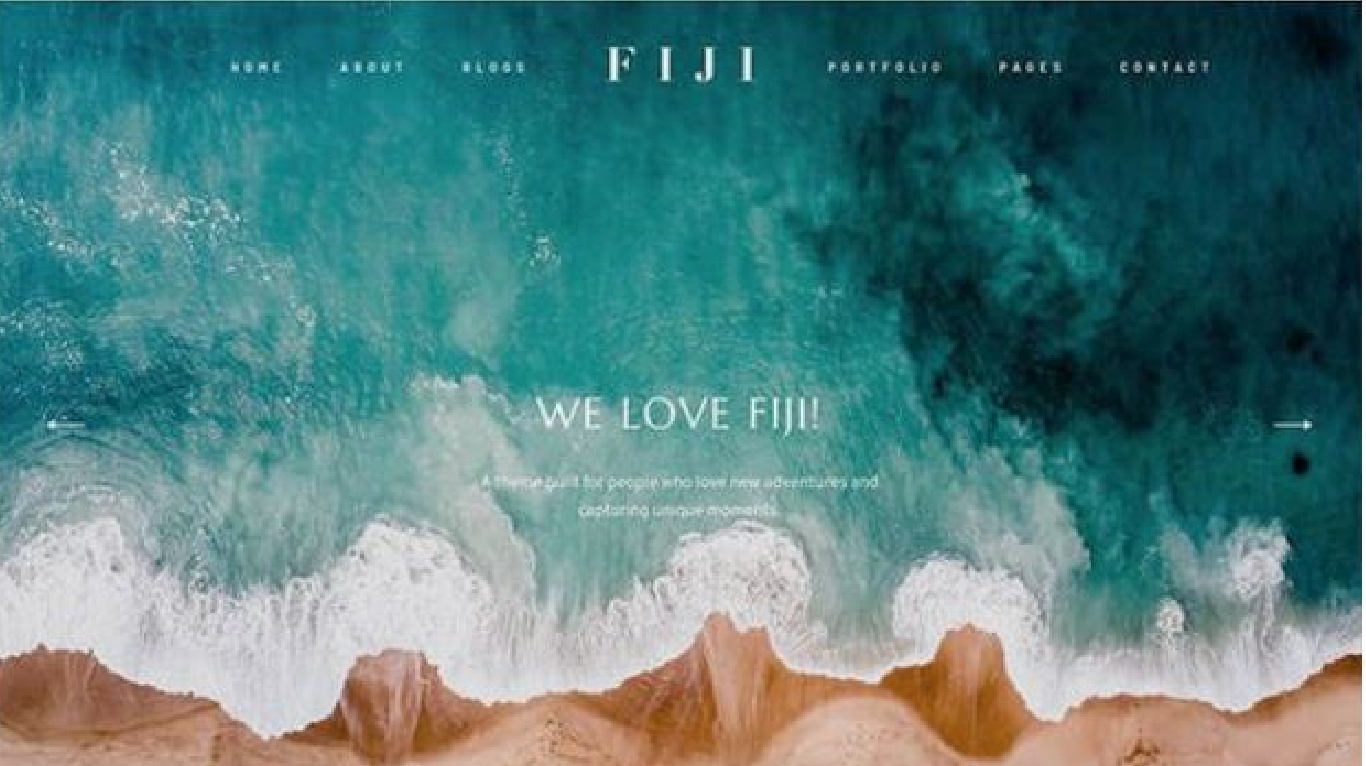 HOME ABOUT BLOGS FIJI PORTFOLIO PAGES CONTACT
WE LOVE FIJI!
A theme built for people who love new adventures and
capturing unique moments.